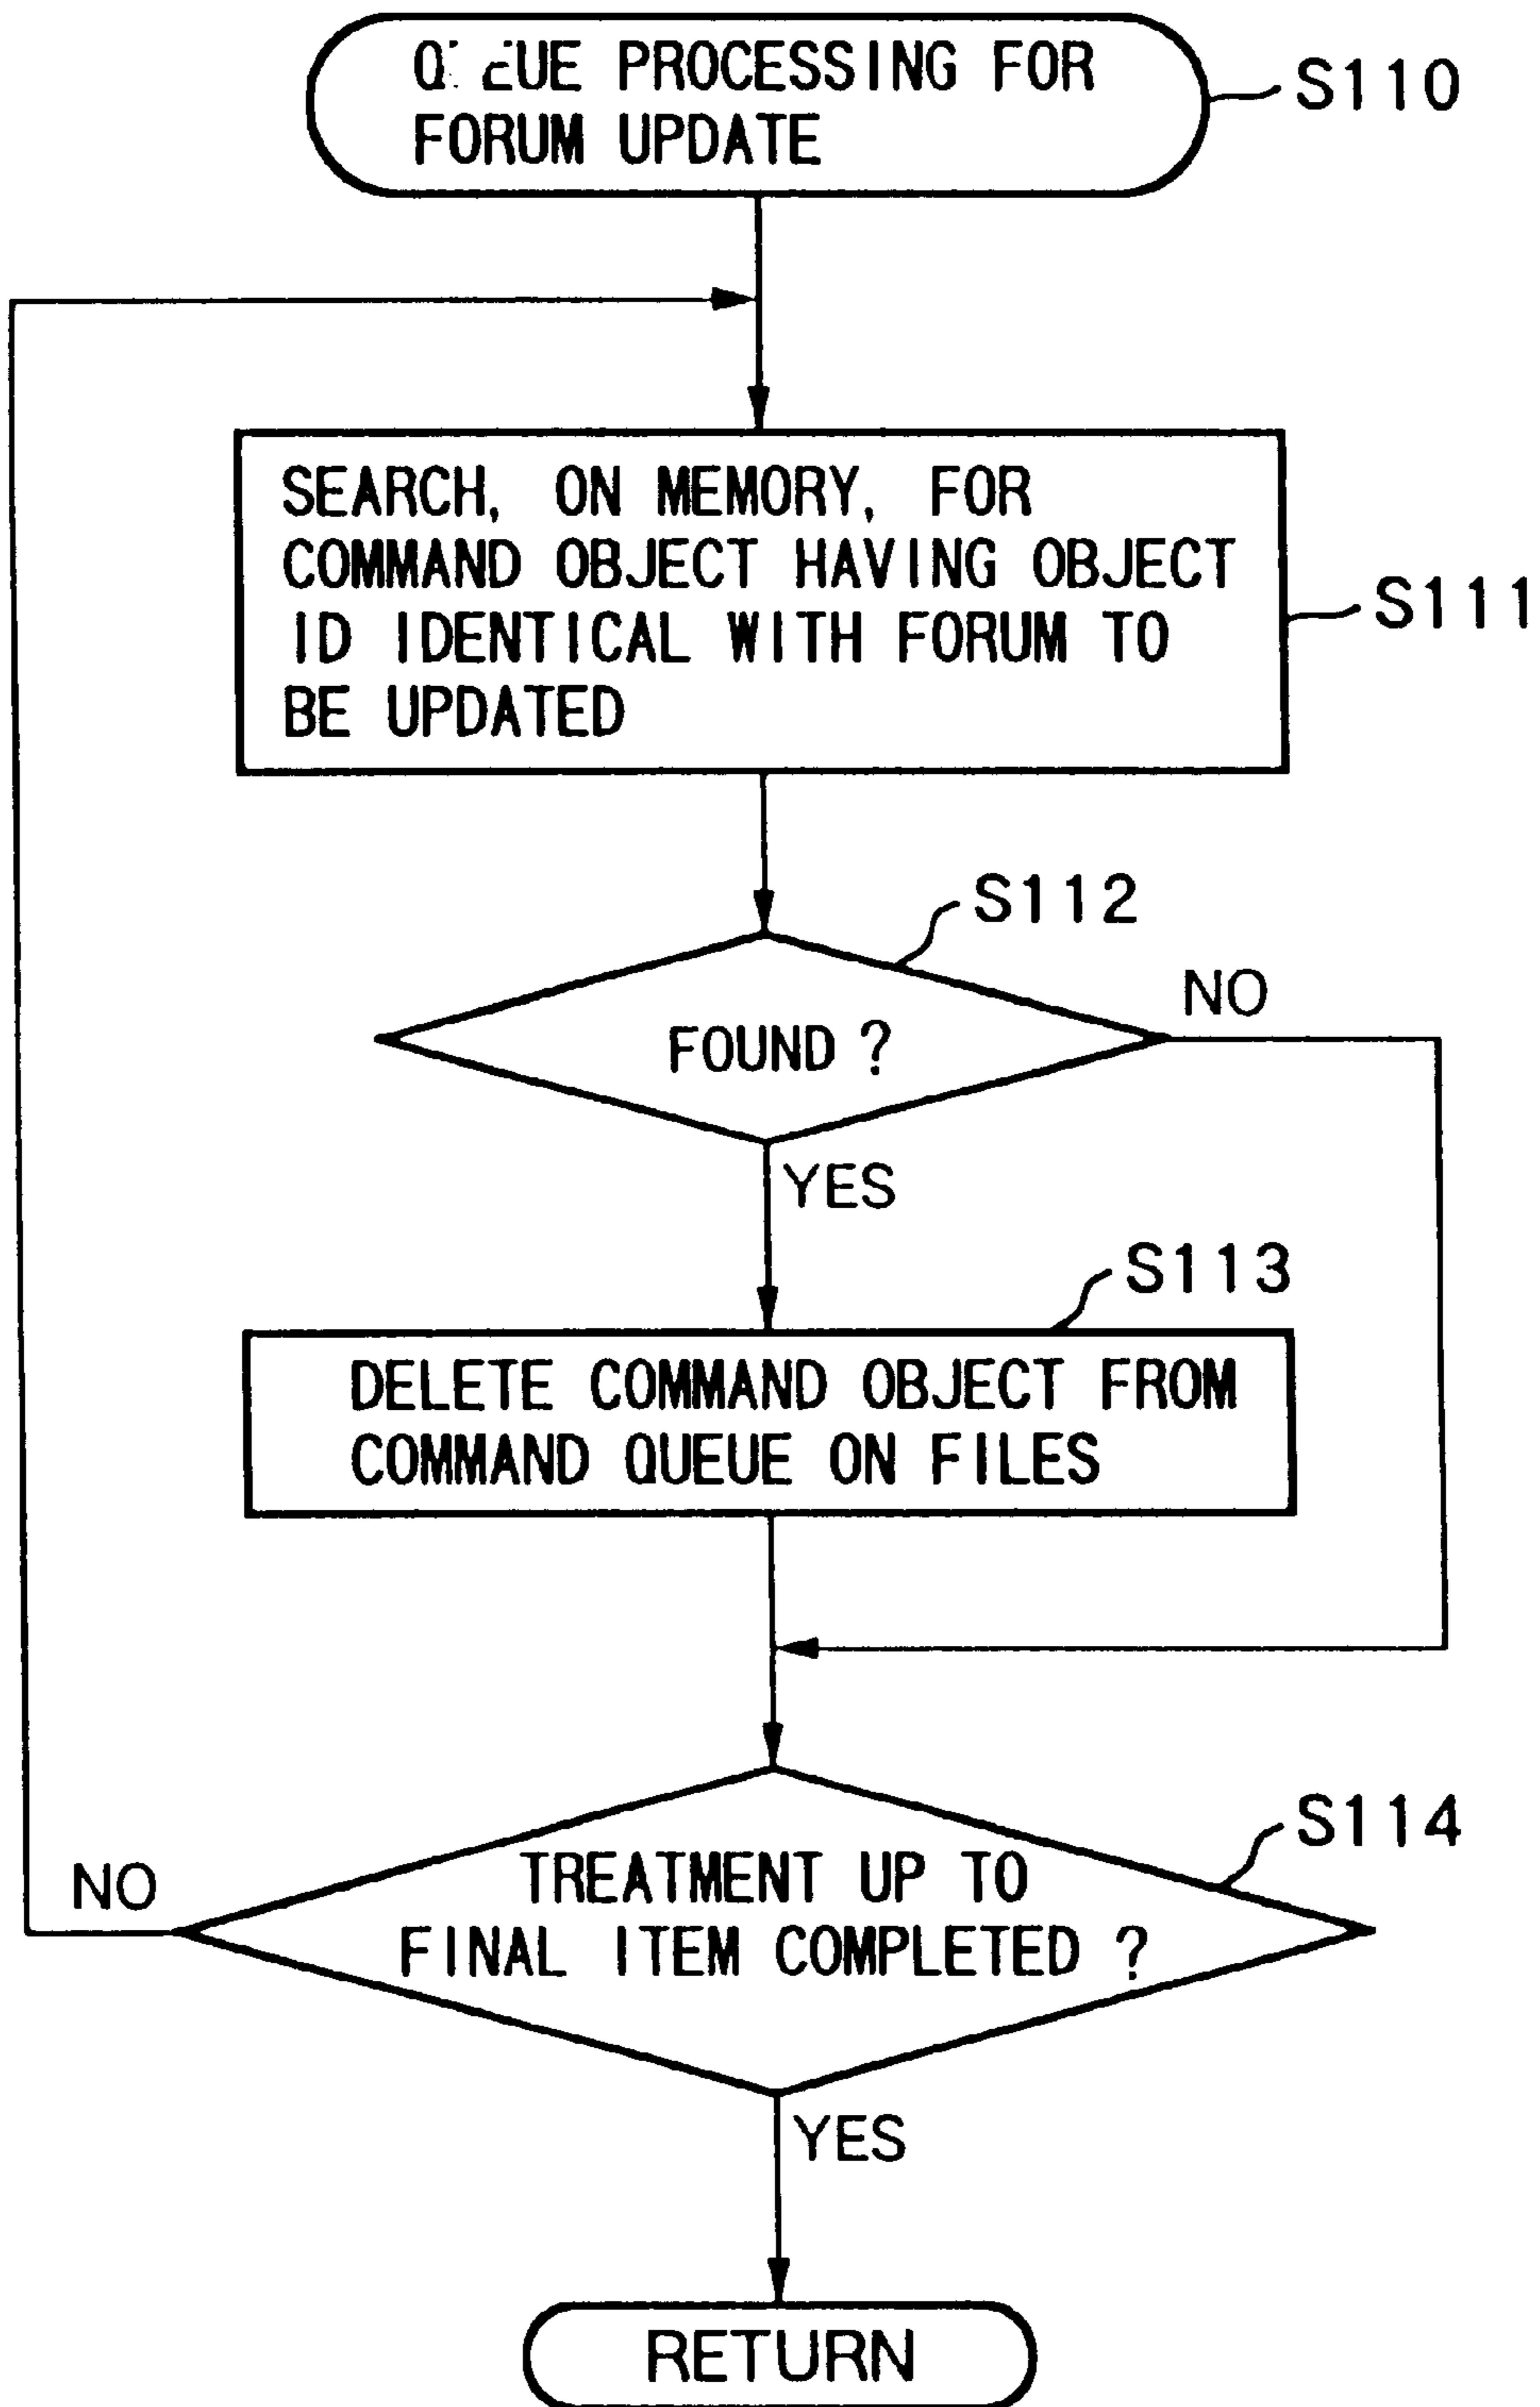 PROCESSING FOR
FORUM UPDATE
S110
SEARCH, ON MEMORY, FOR
COMMAND OBJECT HAVING OBJECT
ID IDENTICAL WITH FORUM TO
BE UPDATED
S111
S112
FOUND ?
NO
YES
S113
DELETE COMMAND OBJECT FROM
COMMAND QUEUE ON FILES
S114
TREATMENT UP TO
FINAL ITEM COMPLETED ?
NO
YES
RETURN